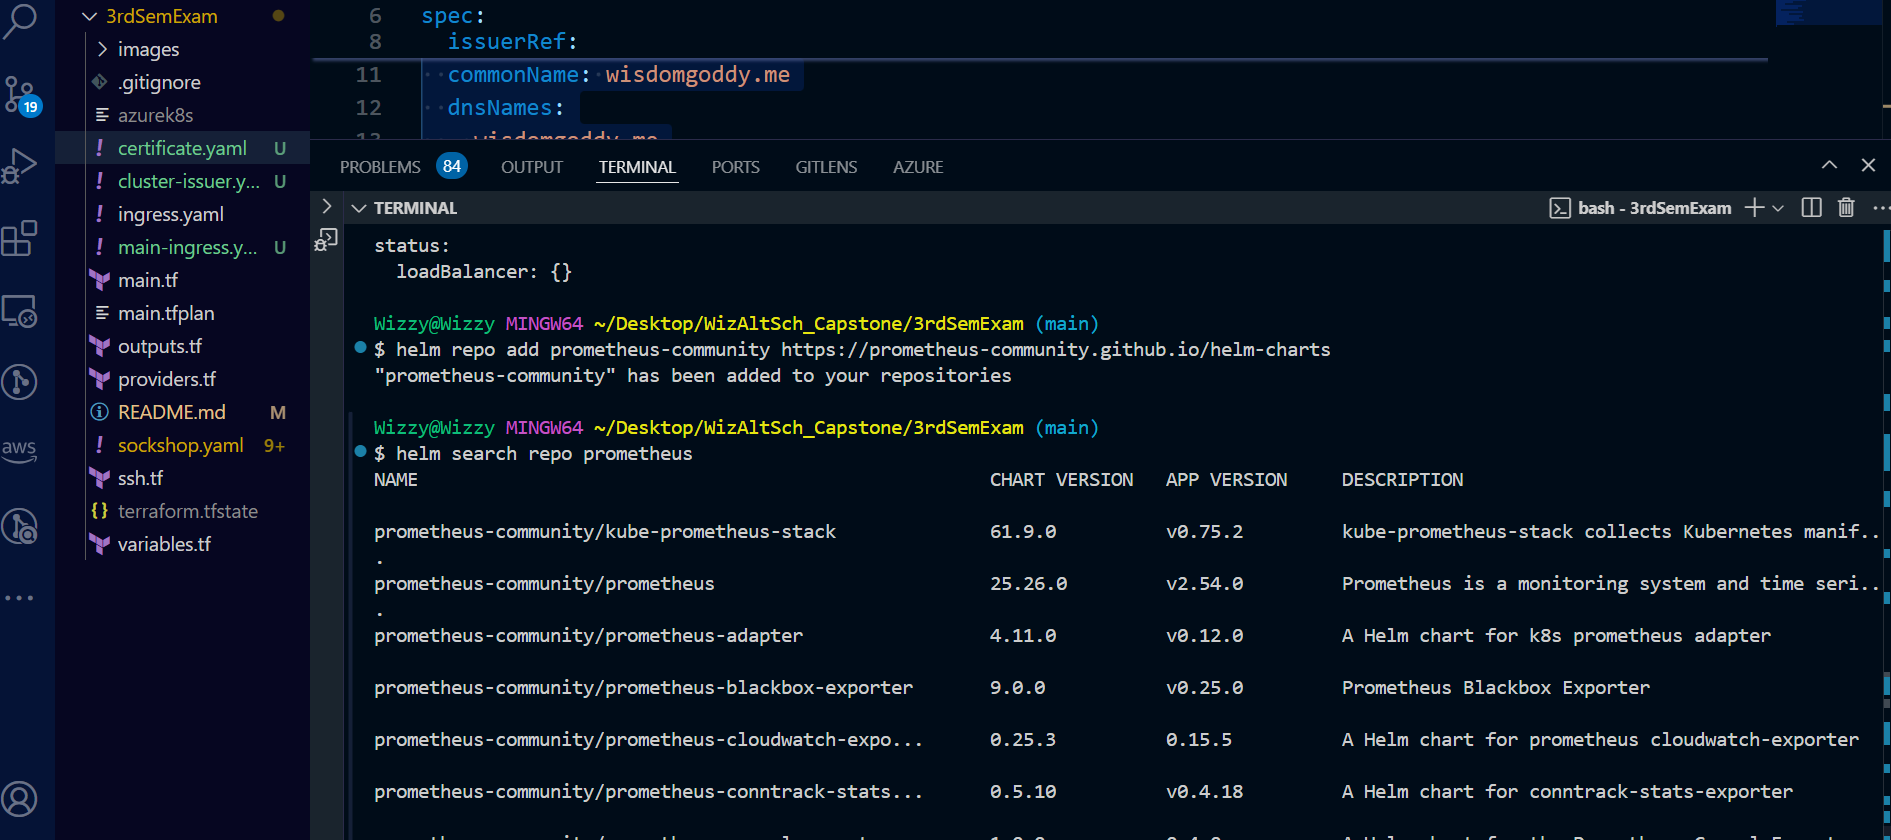 3rdSemExam
images
.gitignore
azurek8s
certificate.yaml U
cluster-issuer.y... U
ingress.yaml
main-ingress.y... U
main.tf
main.tfplan
outputs.tf
providers.tf
README.md M
sockshop.yaml 9+
ssh.tf
terraform.tfstate
variables.tf
19
aws
6 spec:
8 issuerRef:
11 commonName: wisdomgoddy.me
12 dnsNames:
13 wisdomgoddy.me
PROBLEMS 84 OUTPUT TERMINAL PORTS GITLENS AZURE
TERMINAL bash - 3rdSemExam
status:
loadBalancer: {}
Wizzy@Wizzy MINGW64 ~/Desktop/WizAltSch_Capstone/3rdSemExam (main)
$ helm repo add prometheus-community https://prometheus-community.github.io/helm-charts
"prometheus-community" has been added to your repositories
Wizzy@Wizzy MINGW64 ~/Desktop/WizAltSch_Capstone/3rdSemExam (main)
$ helm search repo prometheus
NAME CHART VERSION APP VERSION DESCRIPTION
prometheus-community/kube-prometheus-stack 61.9.0 v0.75.2 kube-prometheus-stack collects Kubernetes manif..
.
prometheus-community/prometheus 25.26.0 v2.54.0 Prometheus is a monitoring system and time seri..
.
prometheus-community/prometheus-adapter 4.11.0 v0.12.0 A Helm chart for k8s prometheus adapter
prometheus-community/prometheus-blackbox-exporter 9.0.0 v0.25.0 Prometheus Blackbox Exporter
prometheus-community/prometheus-cloudwatch-expo... 0.25.3 0.15.5 A Helm chart for prometheus cloudwatch-exporter
prometheus-community/prometheus-conntrack-stats... 0.5.10 v0.4.18 A Helm chart for conntrack-stats-exporter